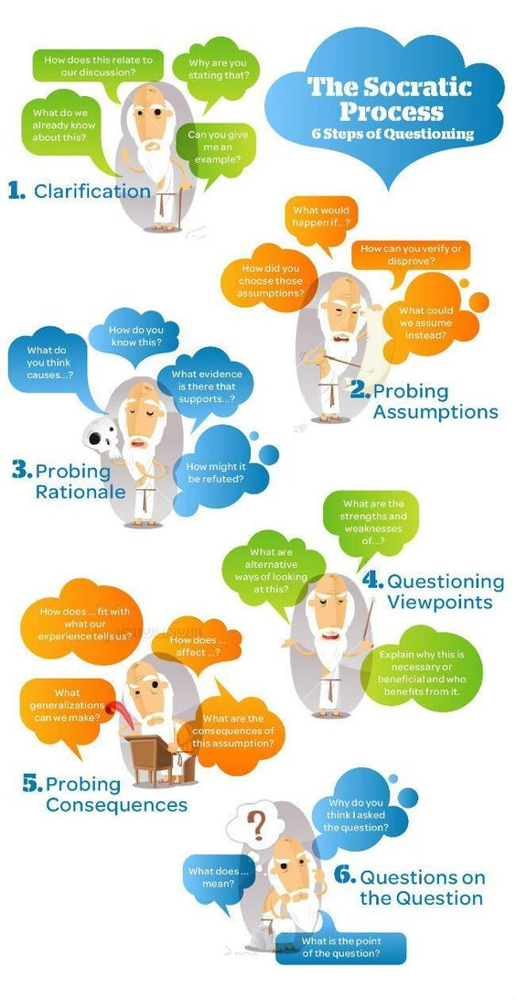 The Socratic
Process
6 Steps of Questioning
How does this relate to
our discussion?
Why are you
stating that?
What do we
already know
about this?
Can you give
me an
example?
1. Clarification
What would
happen if...?
How can you verify or
disprove?
How did you
choose those
assumptions?
What could
we assume
instead?
2. Probing
Assumptions
How do you
know this?
What do
you think
causes...?
What evidence
is there that
supports...?
How might it
be refuted?
3. Probing
Rationale
What are the
strengths and
weaknesses
of...?
What are
alternative
ways of looking
at this?
4. Questioning
Viewpoints
Explain why this is
necessary or
beneficial and who
benefits from it.
How does ... fit with
what our
experience tells us?
How does ...
affect ...?
What
generalizations
can we make?
What are the
consequences of
this assumption?
5. Probing
Consequences
Why do you
think I asked
the question?
?
What does ...
mean?
6. Questions on
the Question
What is the point
of the question?